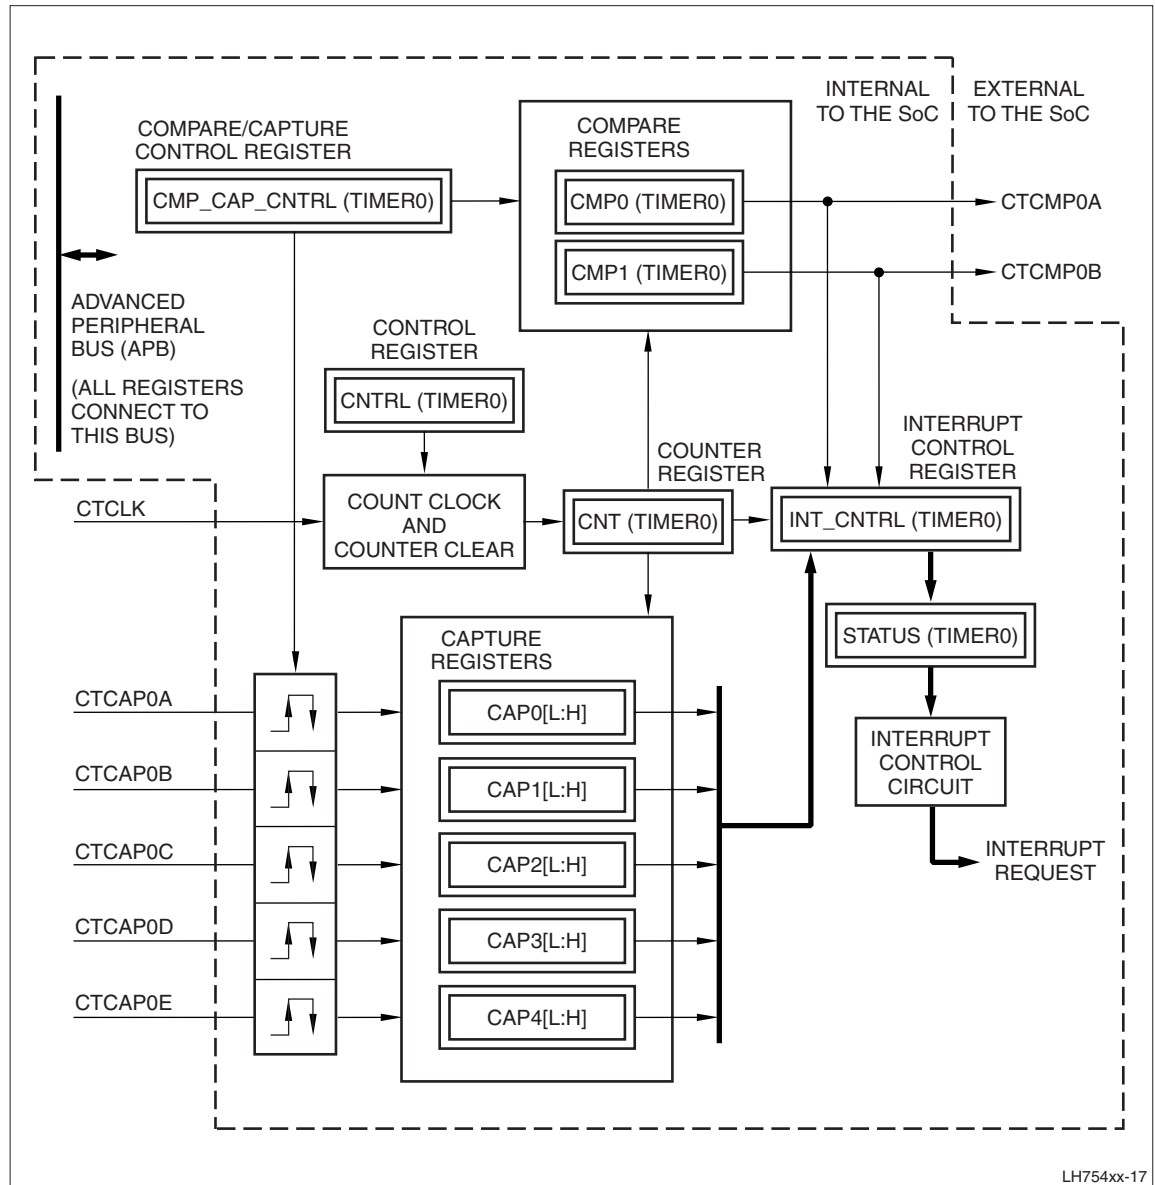 INTERNAL
TO THE SoC
EXTERNAL
TO THE SoC
COMPARE/CAPTURE
CONTROL REGISTER
CMP_CAP_CNTRL (TIMER0)
COMPARE
REGISTERS
CMP0 (TIMER0)
CTCMP0A
CMP1 (TIMER0)
CTCMP0B
ADVANCED
PERIPHERAL
BUS (APB)
(ALL REGISTERS
CONNECT TO
THIS BUS)
CONTROL
REGISTER
CNTRL (TIMER0)
COUNTER
REGISTER
INTERRUPT
CONTROL
REGISTER
CTCLK
COUNT CLOCK
AND
COUNTER CLEAR
CNT (TIMER0)
INT_CNTRL (TIMER0)
STATUS (TIMER0)
CAPTURE
REGISTERS
CTCAP0A
CAP0[L:H]
INTERRUPT
CONTROL
CIRCUIT
CTCAP0B
CAP1[L:H]
CTCAP0C
CAP2[L:H]
INTERRUPT
REQUEST
CTCAP0D
CAP3[L:H]
CTCAP0E
CAP4[L:H]
LH754xx-17